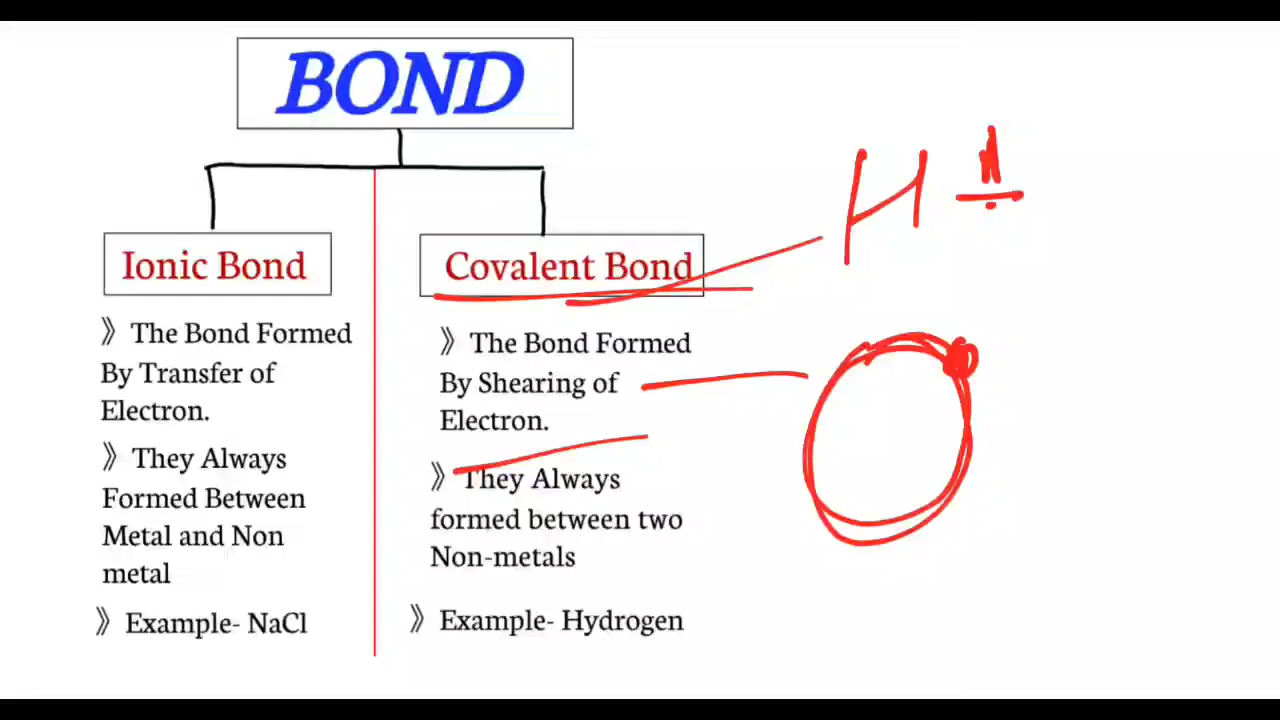 BOND
Ionic Bond
》The Bond Formed
By Transfer of
Electron.
》They Always
Formed Between
Metal and Non
metal
》Example- NaCl
Covalent Bond
》The Bond Formed
By Shearing of
Electron.
》They Always
formed between two
Non-metals
》Example- Hydrogen
H